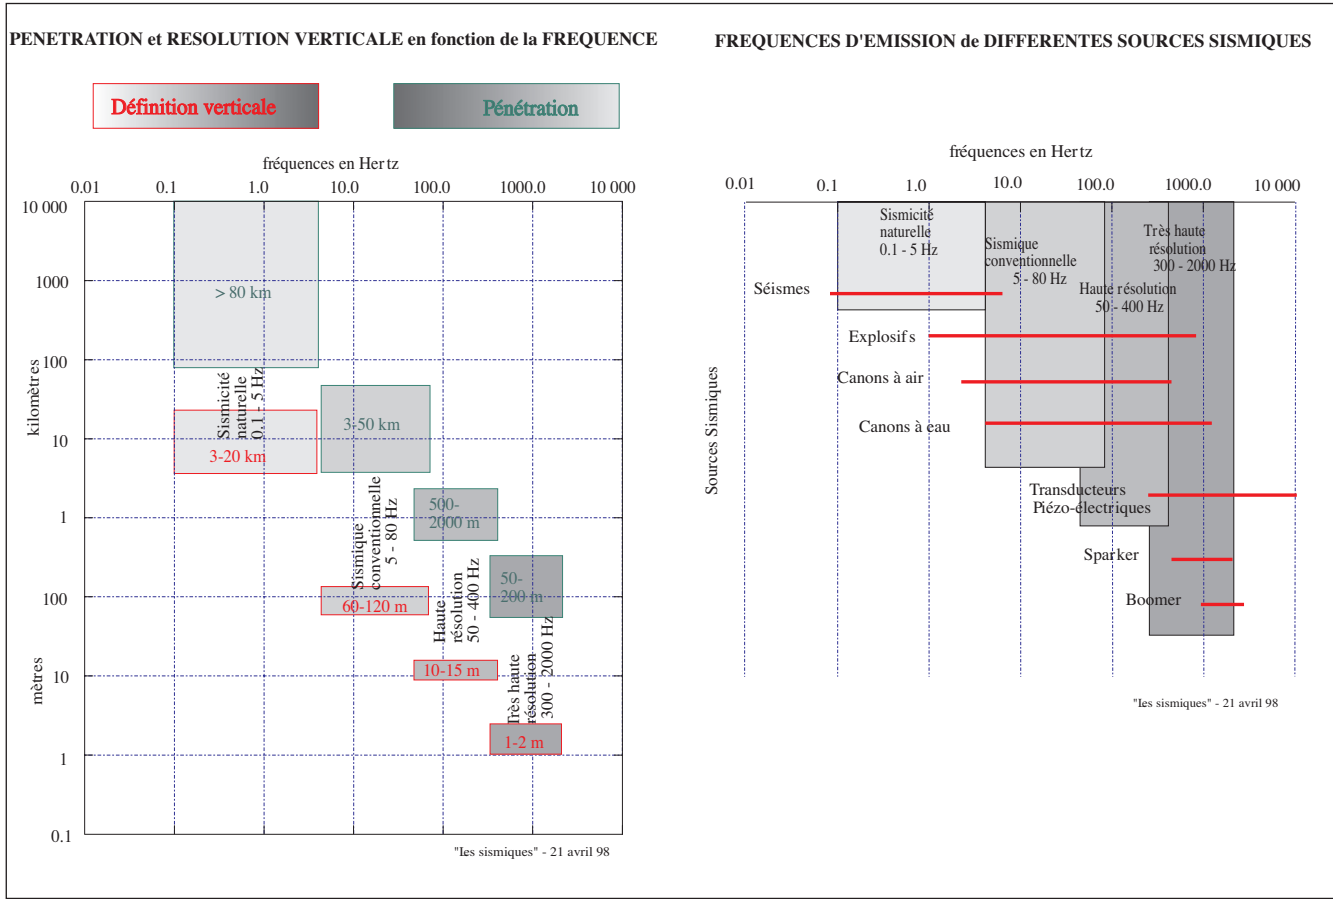 PENETRATION et RESOLUTION VERTICALE en fonction de la FREQUENCE
Définition verticale
Pénétration
fréquences en Hertz
0.01 0.1 1.0 10.0 100.0 1000.0 10 000
10 000
1000
100
10
1
100
10
1
0.1
kilomètres
mètres
> 80 km
Sismicité
naturelle
0.1 - 5 Hz
3-20 km
3-50 km
Sismique
conventionnelle
5 - 80 Hz
60-120 m
500-
2000 m
Haute
résolution
50 - 400 Hz
10-15 m
50-
200 m
Très haute
résolution
300 - 2000 Hz
1-2 m
"Les sismiques" - 21 avril 98
FREQUENCES D'EMISSION de DIFFERENTES SOURCES SISMIQUES
fréquences en Hertz
0.01 0.1 1.0 10.0 100.0 1000.0 10 000
Sources Sismiques
Sismicité
naturelle
0.1 - 5 Hz
Sismique
conventionnelle
5 - 80 Hz
Haute résolution
50 - 400 Hz
Très haute
résolution
300 - 2000 Hz
Séismes
Explosifs
Canons à air
Canons à eau
Transducteurs
Piézo-électriques
Sparker
Boomer
"Les sismiques" - 21 avril 98